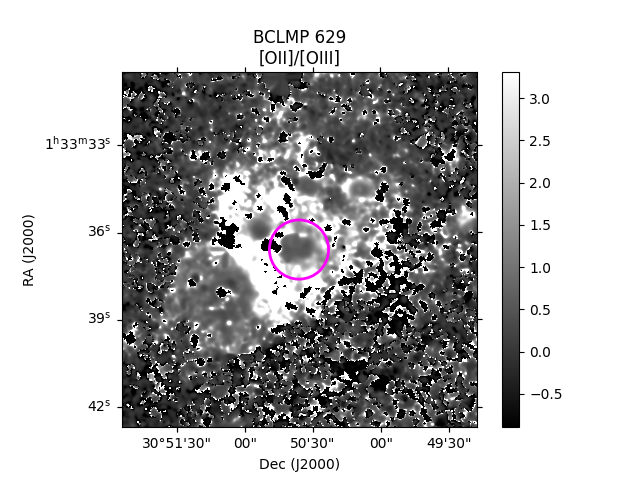 BCLMP 629
[OII]/[OIII]
RA (J2000)
1ʰ33ᵐ33ˢ
36ˢ
39ˢ
42ˢ
30°51'30" 00" 50'30" 00" 49'30"
Dec (J2000)
3.0
2.5
2.0
1.5
1.0
0.5
0.0
−0.5